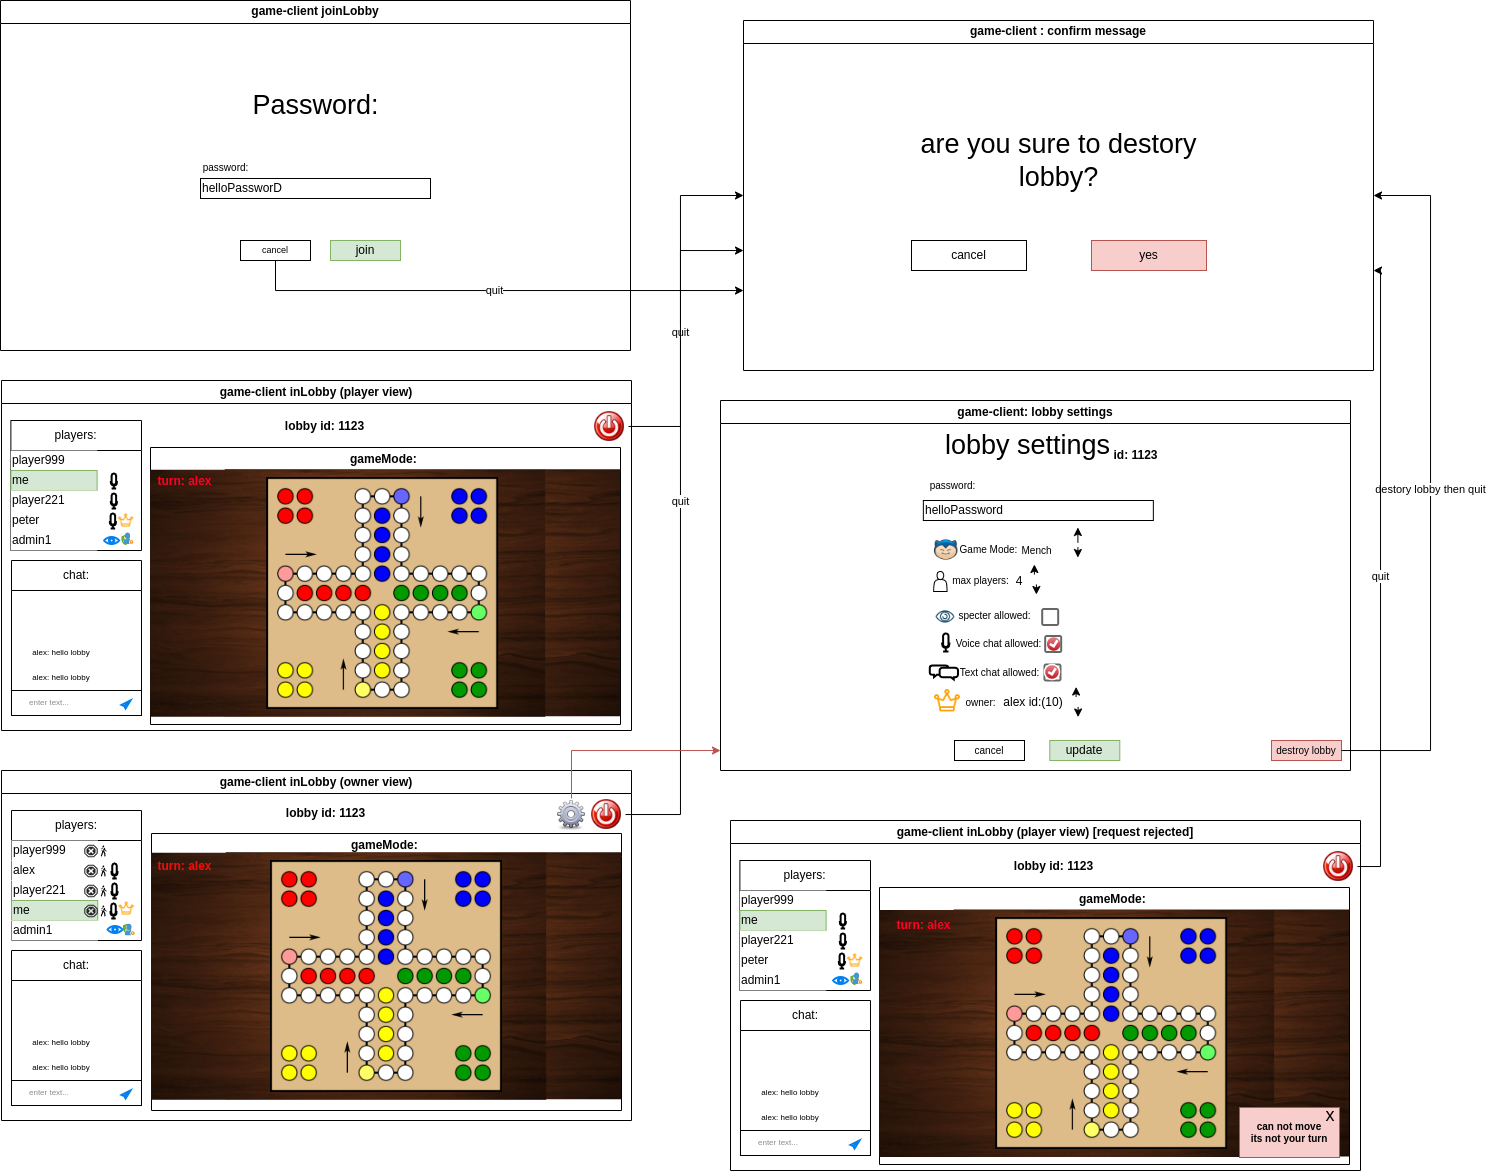 game-client joinLobby
Password:
password:
helloPassworD
cancel
join
quit
game-client : confirm message
are you sure to destory
lobby?
cancel
yes
quit
quit
destory lobby then quit
quit
game-client inLobby (player view)
lobby id: 1123
players:
player999
me
player221
peter
admin1
chat:
alex: hello lobby
alex: hello lobby
enter text...
gameMode:
turn: alex
game-client: lobby settings
lobby settings id: 1123
password:
helloPassword
Game Mode: Mench
max players: 4
specter allowed:
Voice chat allowed:
Text chat allowed:
owner: alex id:(10)
cancel
update
destroy lobby
game-client inLobby (owner view)
lobby id: 1123
players:
player999
alex
player221
me
admin1
chat:
alex: hello lobby
alex: hello lobby
enter text...
gameMode:
turn: alex
game-client inLobby (player view) [request rejected]
lobby id: 1123
players:
player999
me
player221
peter
admin1
chat:
alex: hello lobby
alex: hello lobby
enter text...
gameMode:
turn: alex
X
can not move
its not your turn